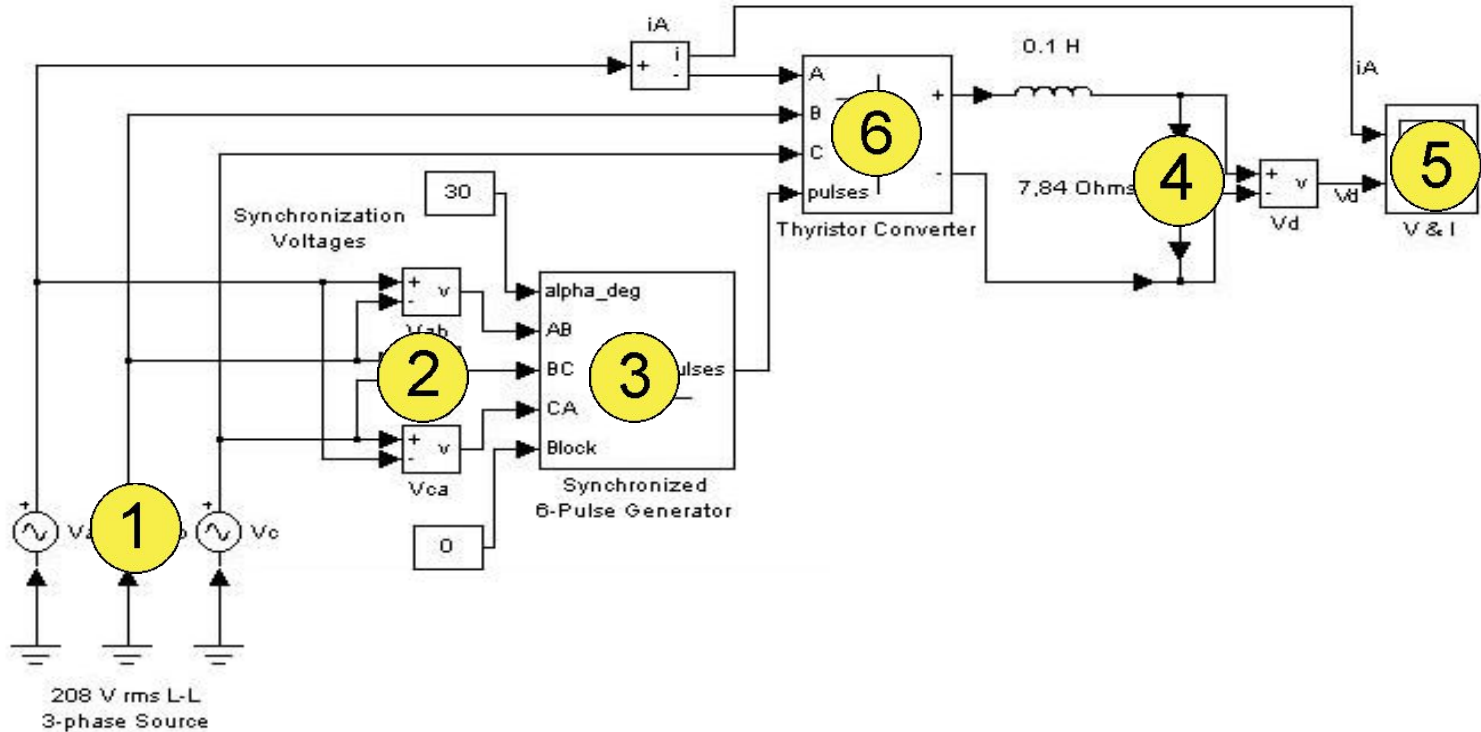 iA
i
+
-
0.1 H
iA
A
B
C
pulses
+
-
6
5
30
7,84 Ohms
4
+
-
v
Vd
Vd
V & I
Thyristor Converter
Synchronization
Voltages
+
-
v
alpha_deg
AB
BC
CA
Block
2
3
+
-
v
Vca
Synchronized
6-Pulse Generator
1
Vc
0
+
+
208 V rms L-L
3-phase Source